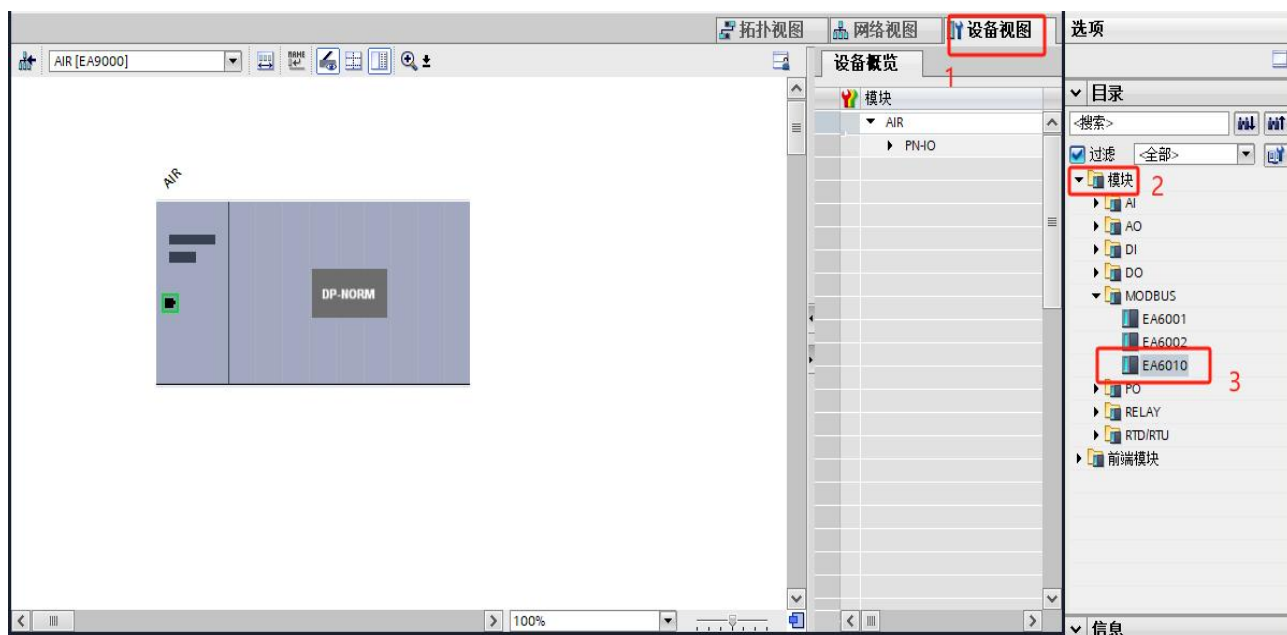 拓扑视图 网络视图 设备视图 选项
AIR [EA9000]
设备概览
1
目录
模块
<搜索>
AIR
PN-IO
过滤 <全部>
模块 2
AI
AO
DI
DO
MODBUS
EA6001
EA6002
EA6010
3
PO
RELAY
RTD/RTU
前端模块
AIR
DP-NORM
100%
信息